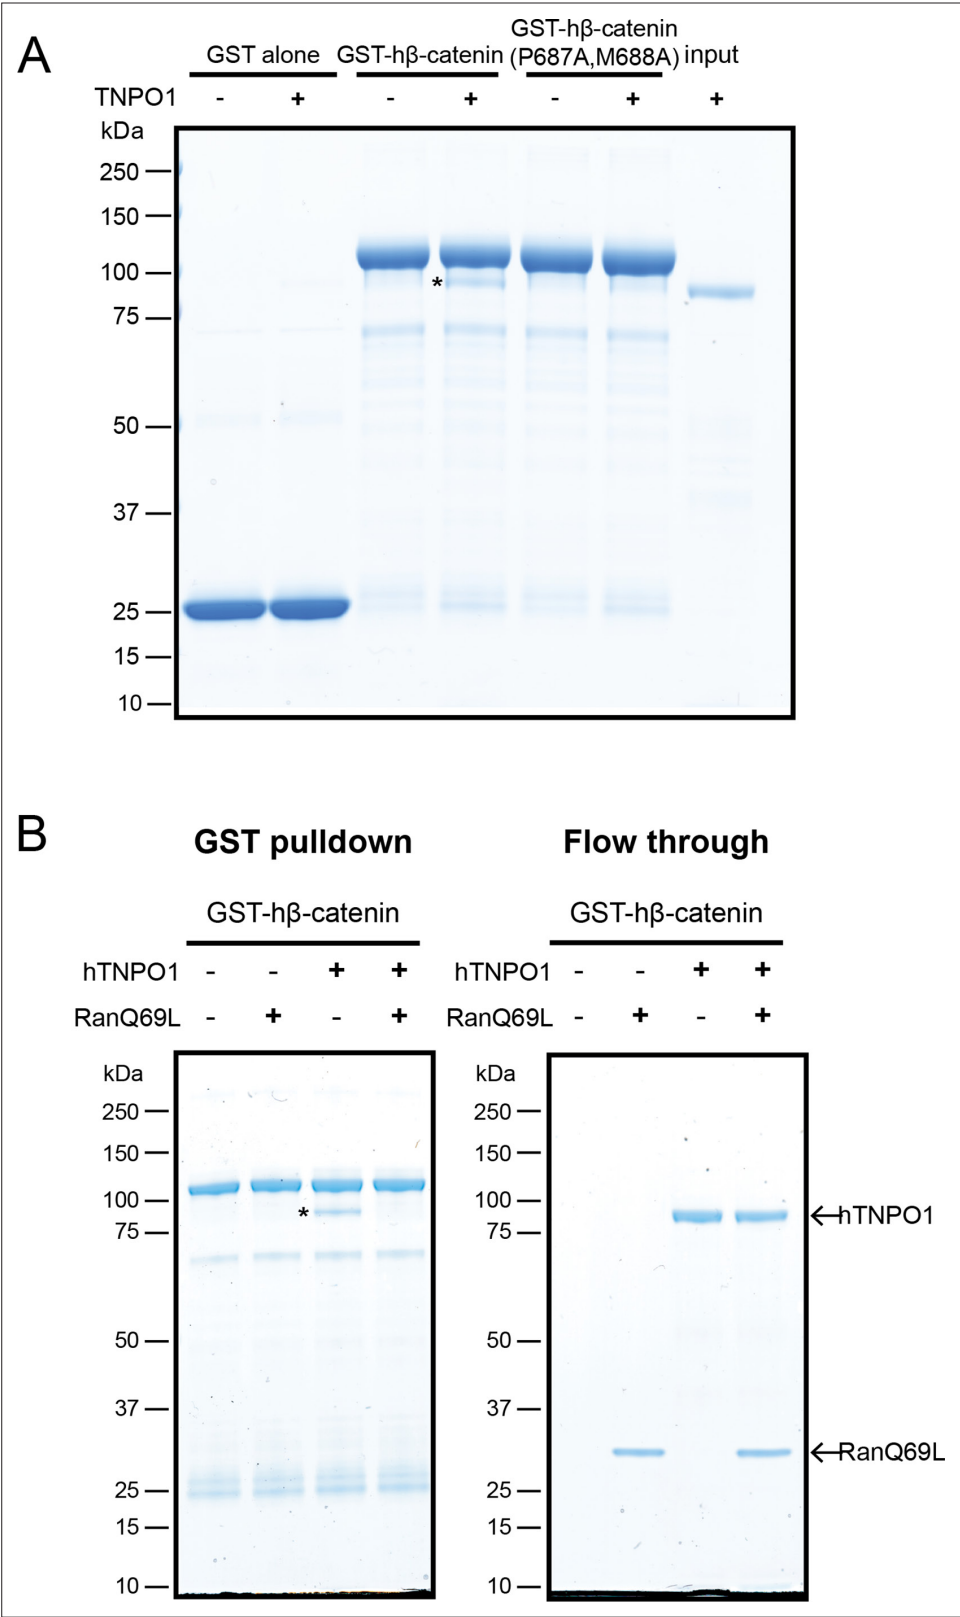 A
GST alone GST-hβ-catenin GST-hβ-catenin (P687A,M688A) input
TNPO1 - + - + - + +
kDa
250
150
100
*
75
50
37
25
15
10
B
GST pulldown Flow through
GST-hβ-catenin GST-hβ-catenin
hTNPO1 - - + + hTNPO1 - - + +
RanQ69L - + - + RanQ69L - + - +
kDa kDa
250 250
150 150
100 100
* hTNPO1
75 75
50 50
37 37
RanQ69L
25 25
15 15
10 10